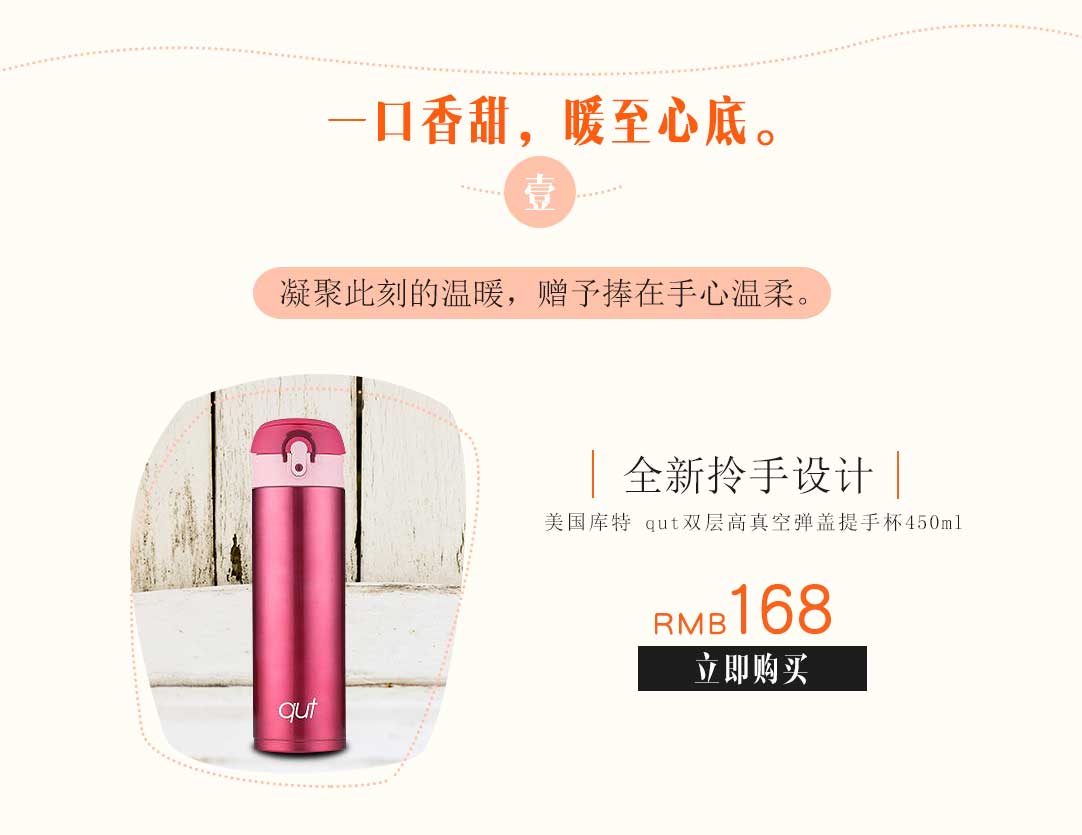 一口香甜，暖至心底。
壹
凝聚此刻的温暖，赠予捧在手心温柔。
全新拎手设计
美国库特 qut双层高真空弹盖提手杯450ml
RMB168
立即购买
qut